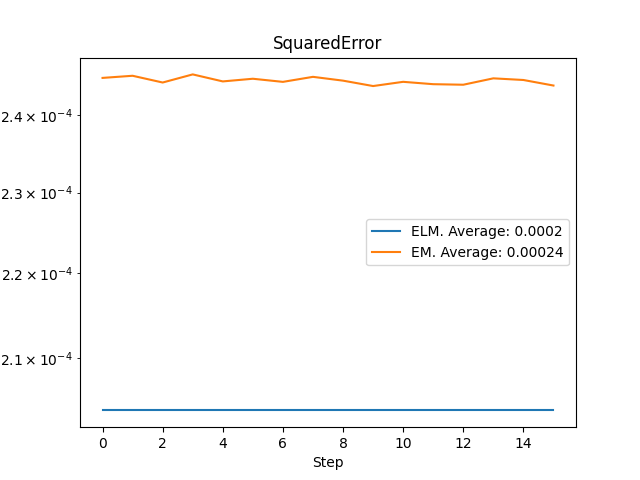 SquaredError
2.4 × 10⁻⁴
2.3 × 10⁻⁴
2.2 × 10⁻⁴
2.1 × 10⁻⁴
ELM. Average: 0.0002
EM. Average: 0.00024
0 2 4 6 8 10 12 14
Step